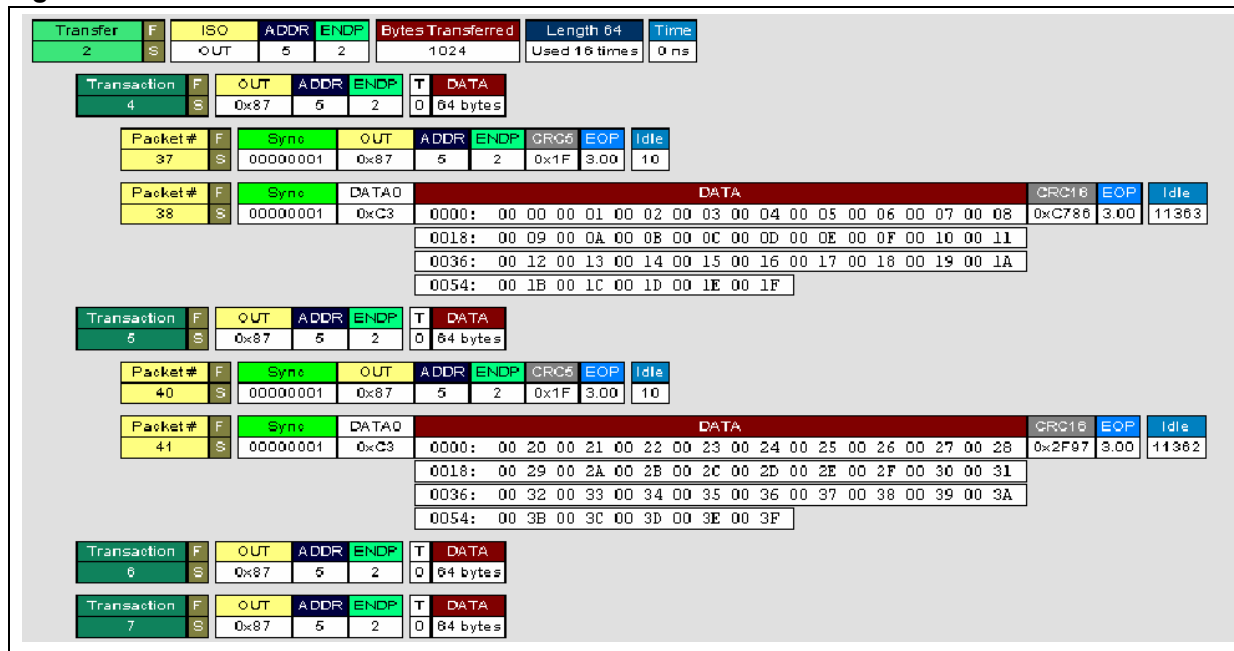 Transfer F ISO ADDR ENDP Bytes Transferred Length 64 Time
2 S OUT 5 2 1024 Used 16 times 0 ns
Transaction F OUT ADDR ENDP T DATA
4 S 0x87 5 2 0 64 bytes
Packet# F Sync OUT ADDR ENDP CRC5 EOP Idle
37 S 00000001 0x87 5 2 0x1F 3.00 10
Packet# F Sync DATA0 DATA CRC16 EOP Idle
38 S 00000001 0xC3 0000: 00 00 00 01 00 02 00 03 00 04 00 05 00 06 00 07 00 08 0xC786 3.00 11363
0018: 00 09 00 0A 00 0B 00 0C 00 0D 00 0E 00 0F 00 10 00 11
0036: 00 12 00 13 00 14 00 15 00 16 00 17 00 18 00 19 00 1A
0054: 00 1B 00 1C 00 1D 00 1E 00 1F
Transaction F OUT ADDR ENDP T DATA
5 S 0x87 5 2 0 64 bytes
Packet# F Sync OUT ADDR ENDP CRC5 EOP Idle
40 S 00000001 0x87 5 2 0x1F 3.00 10
Packet# F Sync DATA0 DATA CRC16 EOP Idle
41 S 00000001 0xC3 0000: 00 20 00 21 00 22 00 23 00 24 00 25 00 26 00 27 00 28 0x2F97 3.00 11362
0018: 00 29 00 2A 00 2B 00 2C 00 2D 00 2E 00 2F 00 30 00 31
0036: 00 32 00 33 00 34 00 35 00 36 00 37 00 38 00 39 00 3A
0054: 00 3B 00 3C 00 3D 00 3E 00 3F
Transaction F OUT ADDR ENDP T DATA
6 S 0x87 5 2 0 64 bytes
Transaction F OUT ADDR ENDP T DATA
7 S 0x87 5 2 0 64 bytes